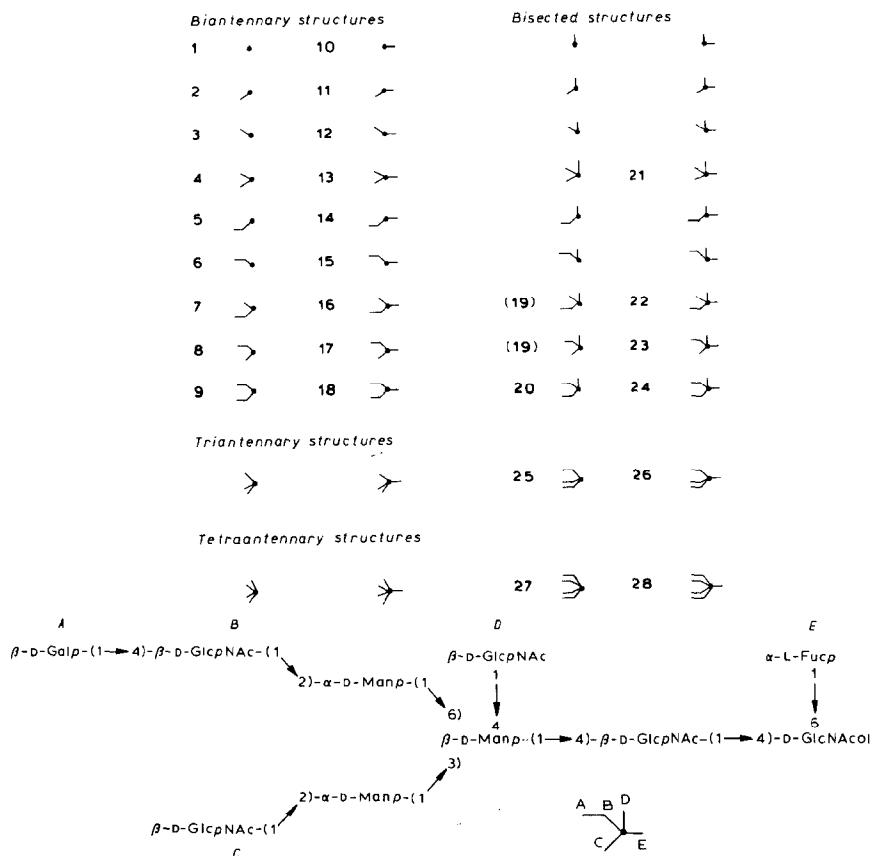 Biantennary structures Bisected structures
1 10
2 11
3 12
4 13 21
5 14
6 15
7 16 (19) 22
8 17 (19) 23
9 18 20 24
Triantennary structures
25 26
Tetraantennary structures
27 28
A B D E
β-D-Galp-(1 4)-β-D-GlcpNAc-(1 β-D-GlcpNAc α-L-Fucp
1 1
2)-α-D-Manp-(1
6) 4 6
β-D-Manp-(1 4)-β-D-GlcpNAc-(1 4)-D-GlcNAcol
3)
2)-α-D-Manp-(1
A B D
β-D-GlcpNAc-(1
C E
C